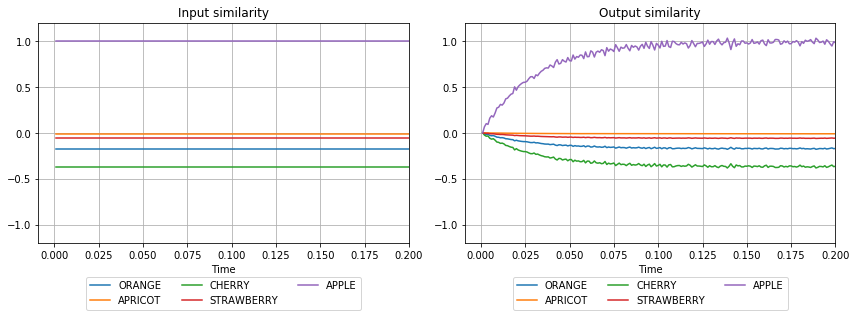 Input similarity
1.0
0.5
0.0
−0.5
−1.0
0.000 0.025 0.050 0.075 0.100 0.125 0.150 0.175 0.200
Time
ORANGE CHERRY APPLE
APRICOT STRAWBERRY
Output similarity
1.0
0.5
0.0
−0.5
−1.0
0.000 0.025 0.050 0.075 0.100 0.125 0.150 0.175 0.200
Time
ORANGE CHERRY APPLE
APRICOT STRAWBERRY